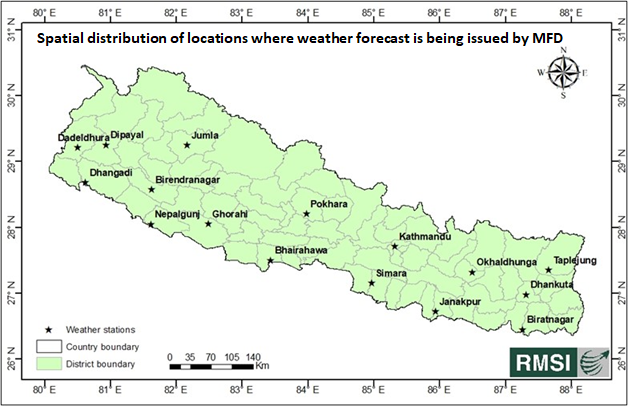 80° E 81° E 82° E 83° E 84° E 85° E 86° E 87° E 88° E
Spatial distribution of locations where weather forecast is being issued by MFD
31° N
30° N
29° N
28° N
27° N
26° N
N
W E
S
31° N
30° N
29° N
28° N
27° N
26° N
Dadeldhura
Dipayal
Jumla
Dhangadi
Birendranagar
Nepalgunj
Ghorahi
Pokhara
Kathmandu
Bhairahawa
Simara
Okhaldhunga
Taplejung
Dhankuta
Janakpur
Biratnagar
Weather stations
Country boundary
District boundary
0 35 70 105 140
Km
RMSI
80° E 81° E 82° E 83° E 84° E 85° E 86° E 87° E 88° E